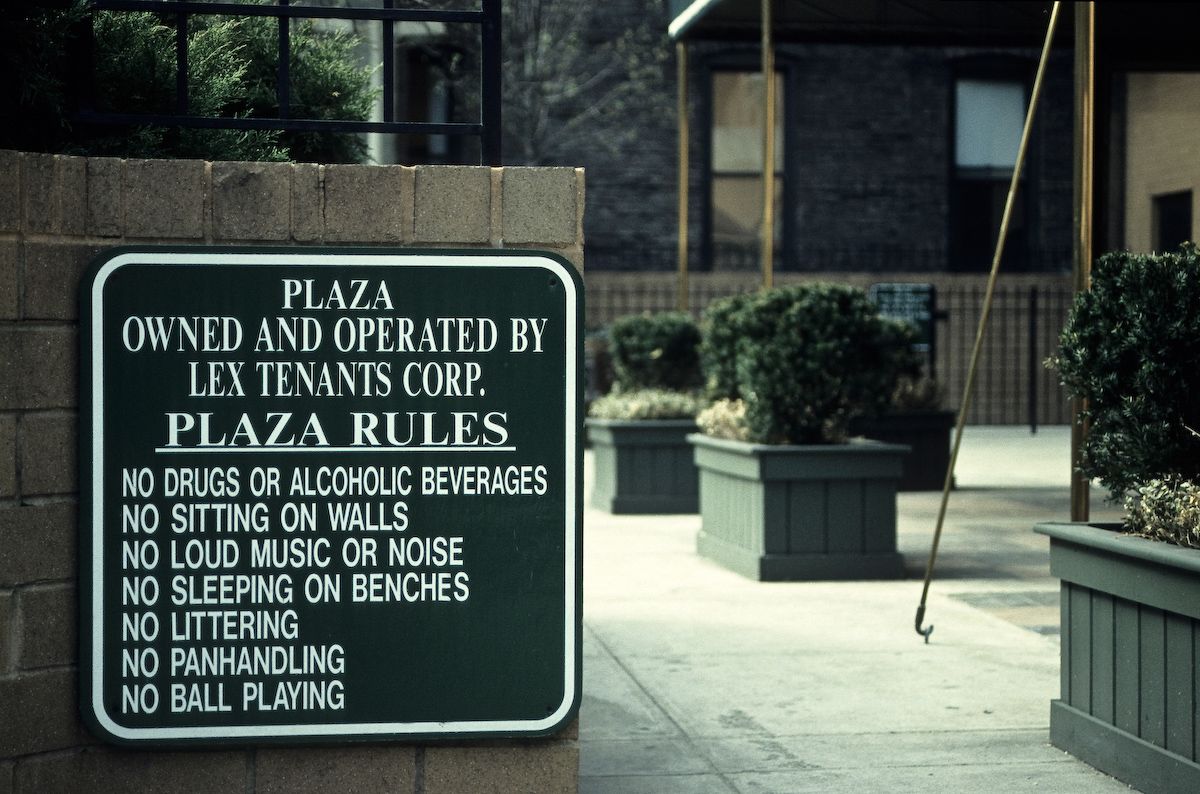 PLAZA
OWNED AND OPERATED BY
LEX TENANTS CORP.
PLAZA RULES
NO DRUGS OR ALCOHOLIC BEVERAGES
NO SITTING ON WALLS
NO LOUD MUSIC OR NOISE
NO SLEEPING ON BENCHES
NO LITTERING
NO PANHANDLING
NO BALL PLAYING